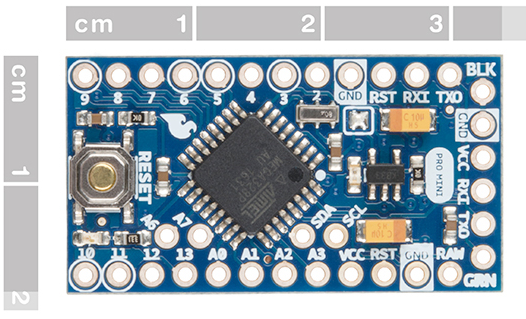 cm 1 2 3
cm
1
2
BLK
9 8 7 6 5 4 3 2 GND RST RXI TXO
GND
VCC
RXI
TXO
GRN
RESET
PRO MINI
C 108
A6 A7
SDA SCL
ATMEL
10 11 12 13 A0 A1 A2 A3 VCC RST GND RAW